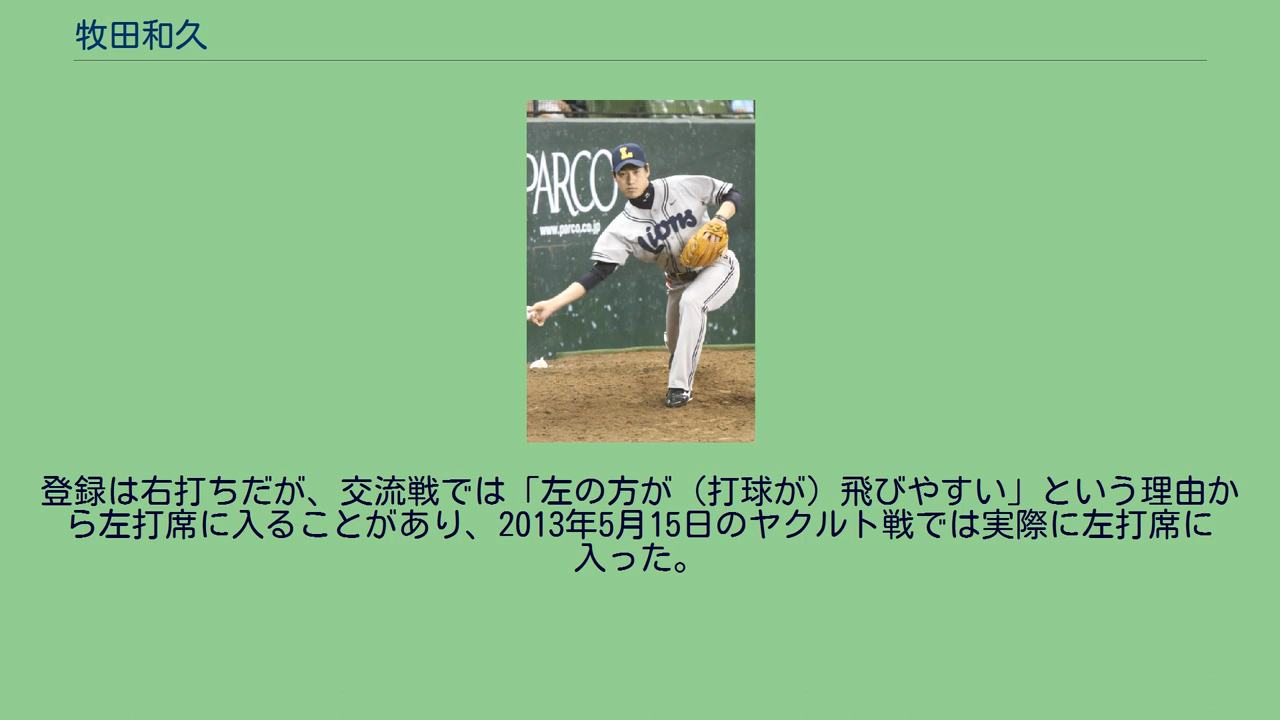 牧田和久
PARCO
www.parco.co.jp
L
Lions
登録は右打ちだが、交流戦では「左の方が（打球が）飛びやすい」という理由か
ら左打席に入ることがあり、2013年5月15日のヤクルト戦では実際に左打席に
入った。